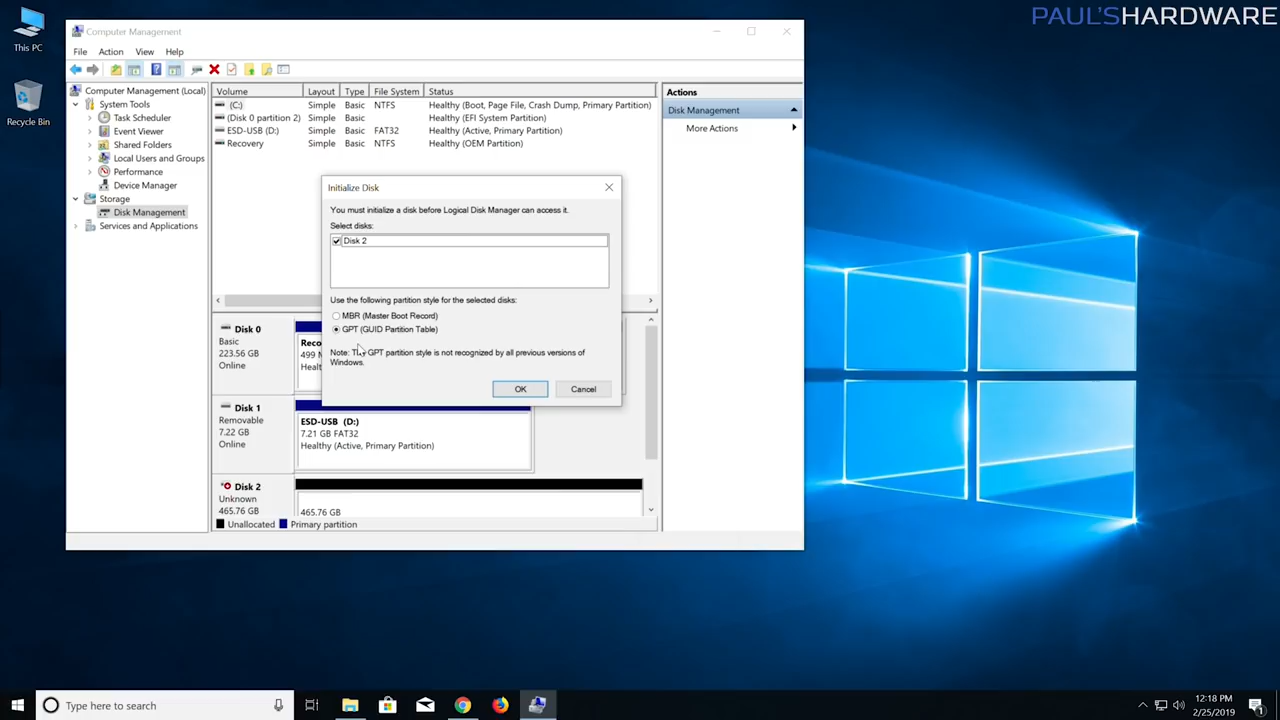 PAUL'SHARDWARE
This PC
Recycle Bin
Computer Management
File Action View Help
Computer Management (Local)
System Tools
Task Scheduler
Event Viewer
Shared Folders
Local Users and Groups
Performance
Device Manager
Storage
Disk Management
Services and Applications
Volume Layout Type File System Status
(C:) Simple Basic NTFS Healthy (Boot, Page File, Crash Dump, Primary Partition)
(Disk 0 partition 2) Simple Basic Healthy (EFI System Partition)
ESD-USB (D:) Simple Basic FAT32 Healthy (Active, Primary Partition)
Recovery Simple Basic NTFS Healthy (OEM Partition)
Actions
Disk Management
More Actions
Initialize Disk
You must initialize a disk before Logical Disk Manager can access it.
Select disks:
Disk 2
Use the following partition style for the selected disks:
MBR (Master Boot Record)
GPT (GUID Partition Table)
Note: The GPT partition style is not recognized by all previous versions of
Windows.
OK Cancel
Disk 0
Basic
223.56 GB
Online
Reco
499 M
Healt
Disk 1
Removable
7.22 GB
Online
ESD-USB (D:)
7.21 GB FAT32
Healthy (Active, Primary Partition)
Disk 2
Unknown
465.76 GB
465.76 GB
Unallocated Primary partition
Type here to search
12:18 PM
2/25/2019
1